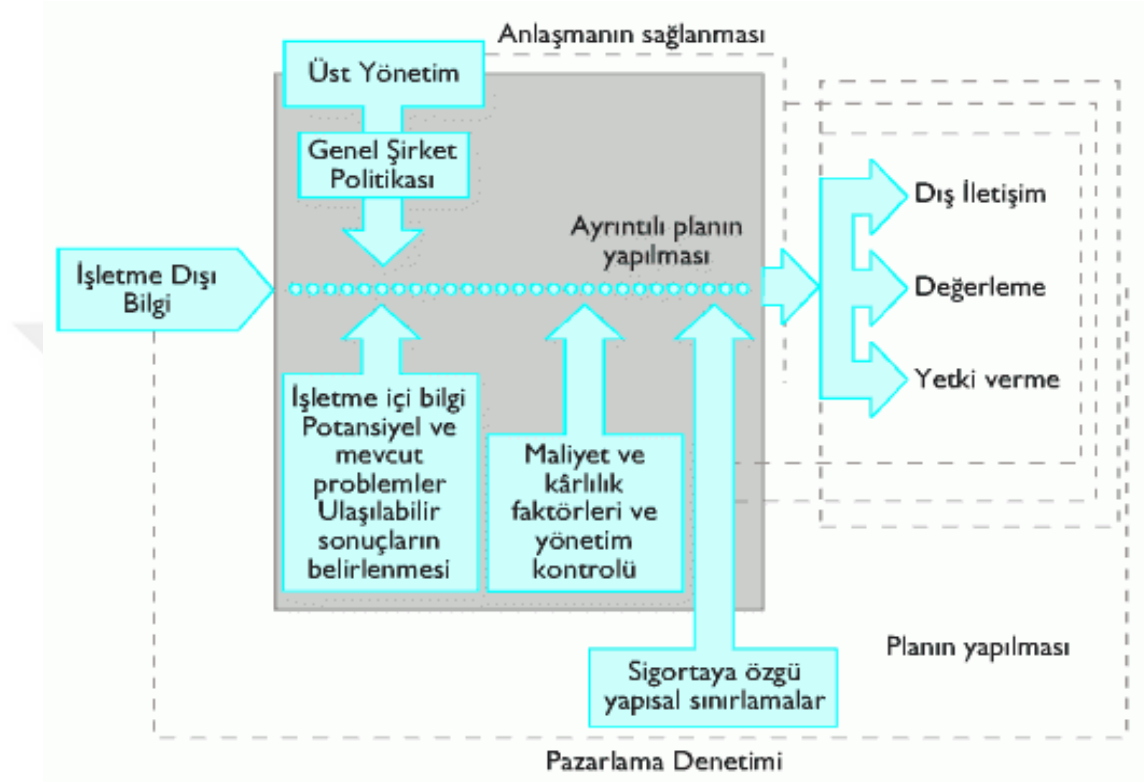 Anlaşmanın sağlanması
Üst Yönetim
Genel Şirket
Politikası
Ayrıntılı planın
yapılması
İşletme Dışı
Bilgi
Dış İletişim
Değerleme
Yetki verme
İşletme içi bilgi
Potansiyel ve
mevcut
problemler
Ulaşılabilir
sonuçların
belirlenmesi
Maliyet ve
kârlılık
faktörleri ve
yönetim
kontrolü
Sigortaya özgü
yapısal sınırlamalar
Planın yapılması
Pazarlama Denetimi